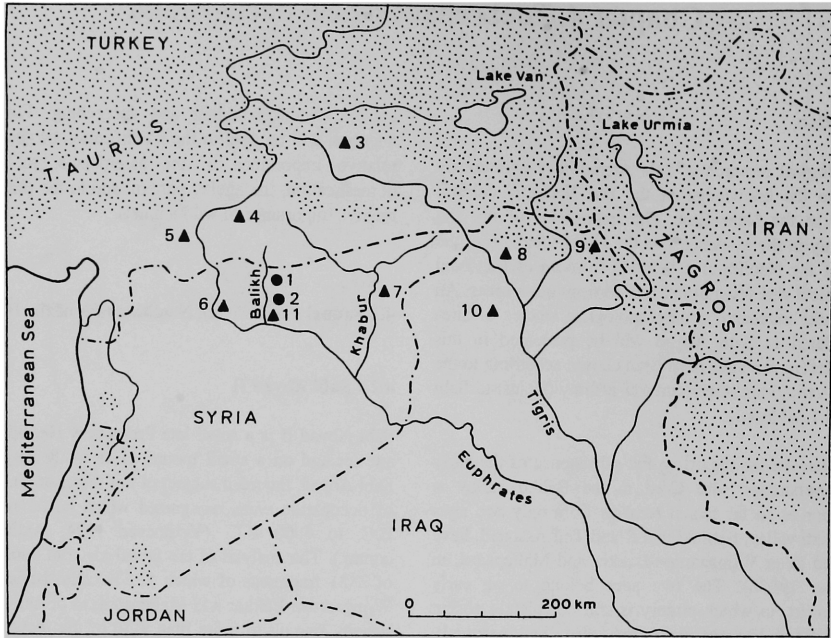 TURKEY
Lake Van
Lake Urmia
TAURUS
3
4
5
IRAN
ZAGROS
8
9
1
2
6
Balikh
11
7
Khabur
10
Mediterranean Sea
SYRIA
Tigris
Euphrates
IRAQ
JORDAN
0 200 km